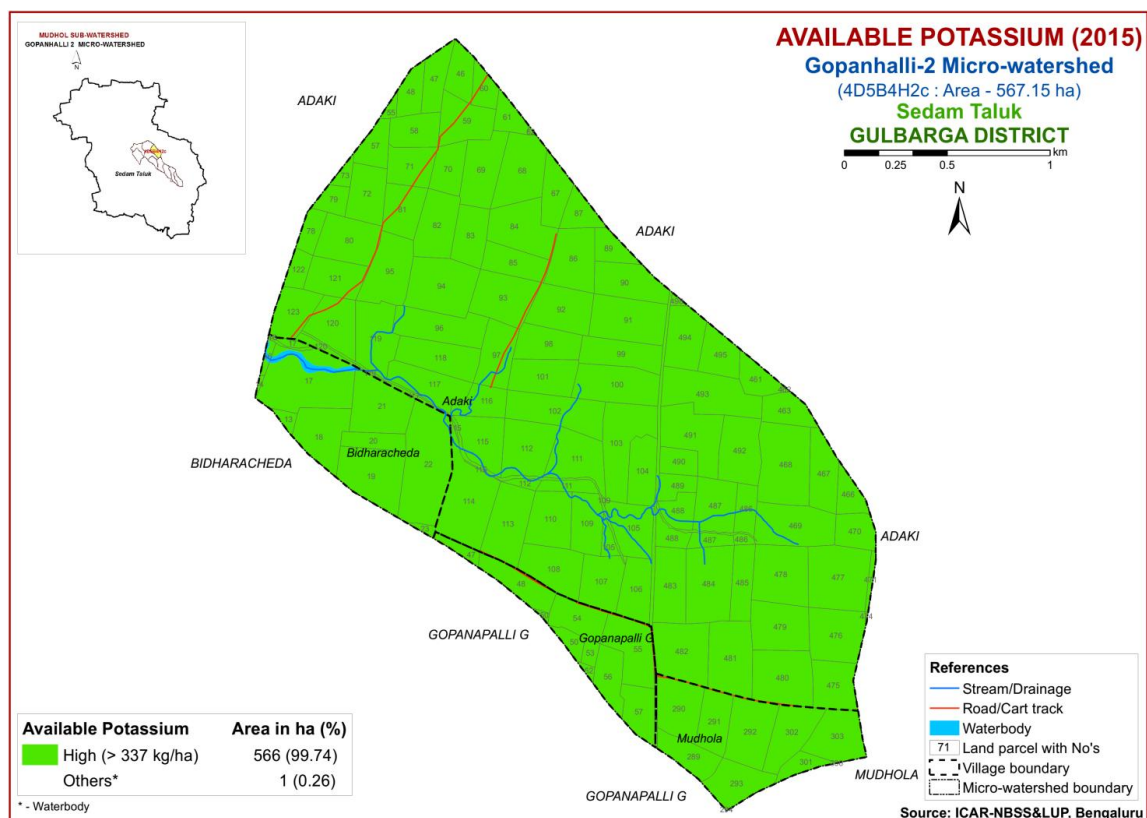 MUDHOL SUB-WATERSHED
GOPANHALLI 2 MICRO-WATERSHED
N
Sedam Taluk
AVAILABLE POTASSIUM (2015)
Gopanhalli-2 Micro-watershed
(4D5B4H2c : Area - 567.15 ha)
Sedam Taluk
GULBARGA DISTRICT
km
0 0.25 0.5 1
N
ADAKI
ADAKI
ADAKI
BIDHARACHEDA
GOPANAPALLI G
GOPANAPALLI G
MUDHOLA
Adaki
Bidharacheda
Gopanapalli G
Mudhola
46
47
48 60
59 61
58
57
71 70 69 68
73 72 67
79 81 87
78 80 82 83 84
89
85 86
122 121 95 94 90
93
123 120 92 91
119 96 494
98 495
118 97 99 481
17 117 101 100
21 116 493 463
13 102
18 20 115 112 103 491 492
22 111 104 490 468 467
19 489 466
112 487
114 113 110 109 105 488 469 470
488 487 486
47 108 478 477
48 107 106 483 484 485
54 479
55 476
53 482 481
56 480 475
57 290 291
292 302 303
289 301
293
Available Potassium Area in ha (%)
High (> 337 kg/ha) 566 (99.74)
Others* 1 (0.26)
* - Waterbody
References
Stream/Drainage
Road/Cart track
Waterbody
71 Land parcel with No's
Village boundary
Micro-watershed boundary
Source: ICAR-NBSS&LUP, Bengaluru